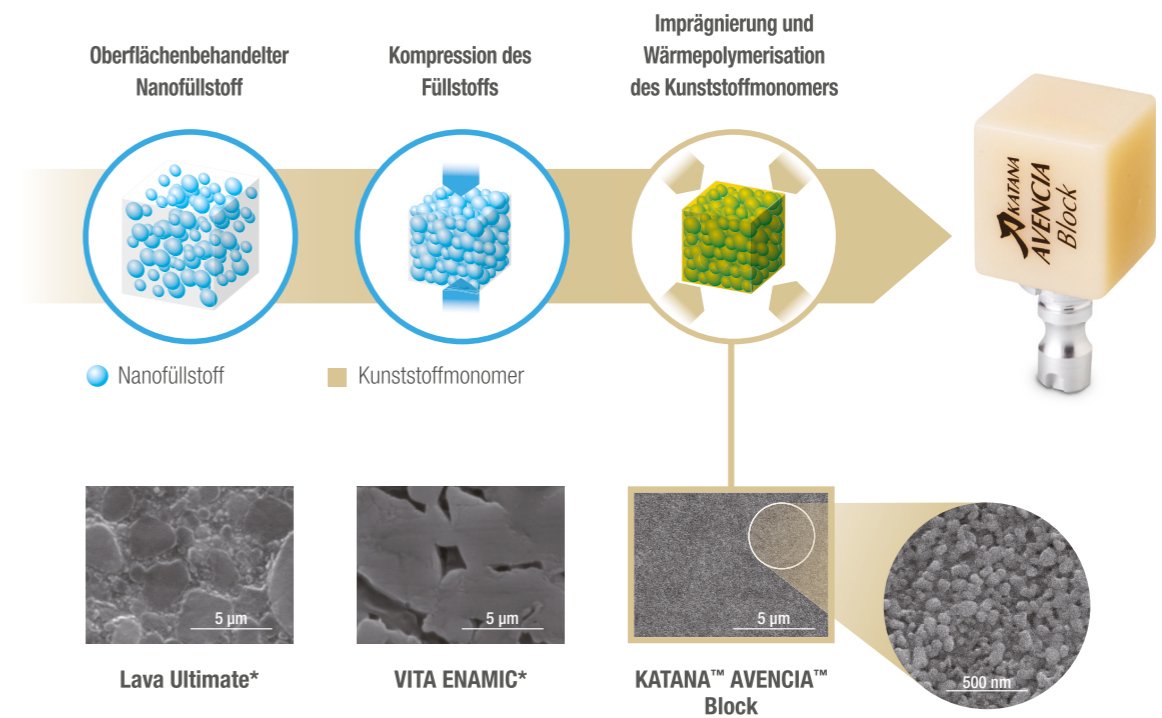 Oberflächenbehandelter
Nanofüllstoff
Kompression des
Füllstoffs
Imprägnierung und
Wärmepolymerisation
des Kunststoffmonomers
KATANA
AVENCIA
Block
Nanofüllstoff
Kunststoffmonomer
5 µm
5 µm
5 µm
500 nm
Lava Ultimate*
VITA ENAMIC*
KATANA™ AVENCIA™
Block